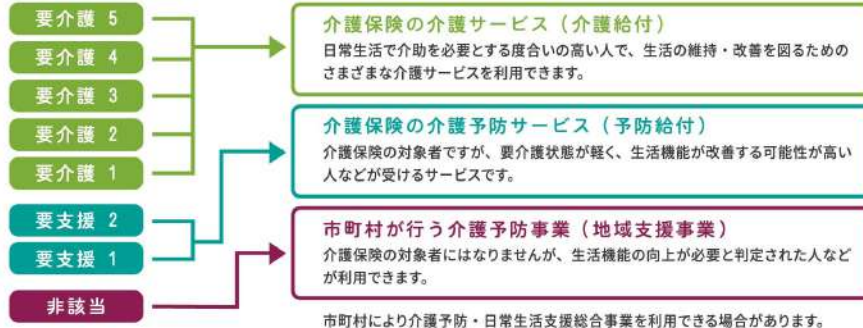 要介護 5
要介護 4
要介護 3
要介護 2
要介護 1
要支援 2
要支援 1
非該当
介護保険の介護サービス（介護給付）
日常生活で介助を必要とする度合いの高い人で、生活の維持・改善を図るための
さまざまな介護サービスを利用できます。
介護保険の介護予防サービス（予防給付）
介護保険の対象者ですが、要介護状態が軽く、生活機能が改善する可能性が高い
人などが受けるサービスです。
市町村が行う介護予防事業（地域支援事業）
介護保険の対象者にはなりませんが、生活機能の向上が必要と判定された人など
が利用できます。
市町村により介護予防・日常生活支援総合事業を利用できる場合があります。